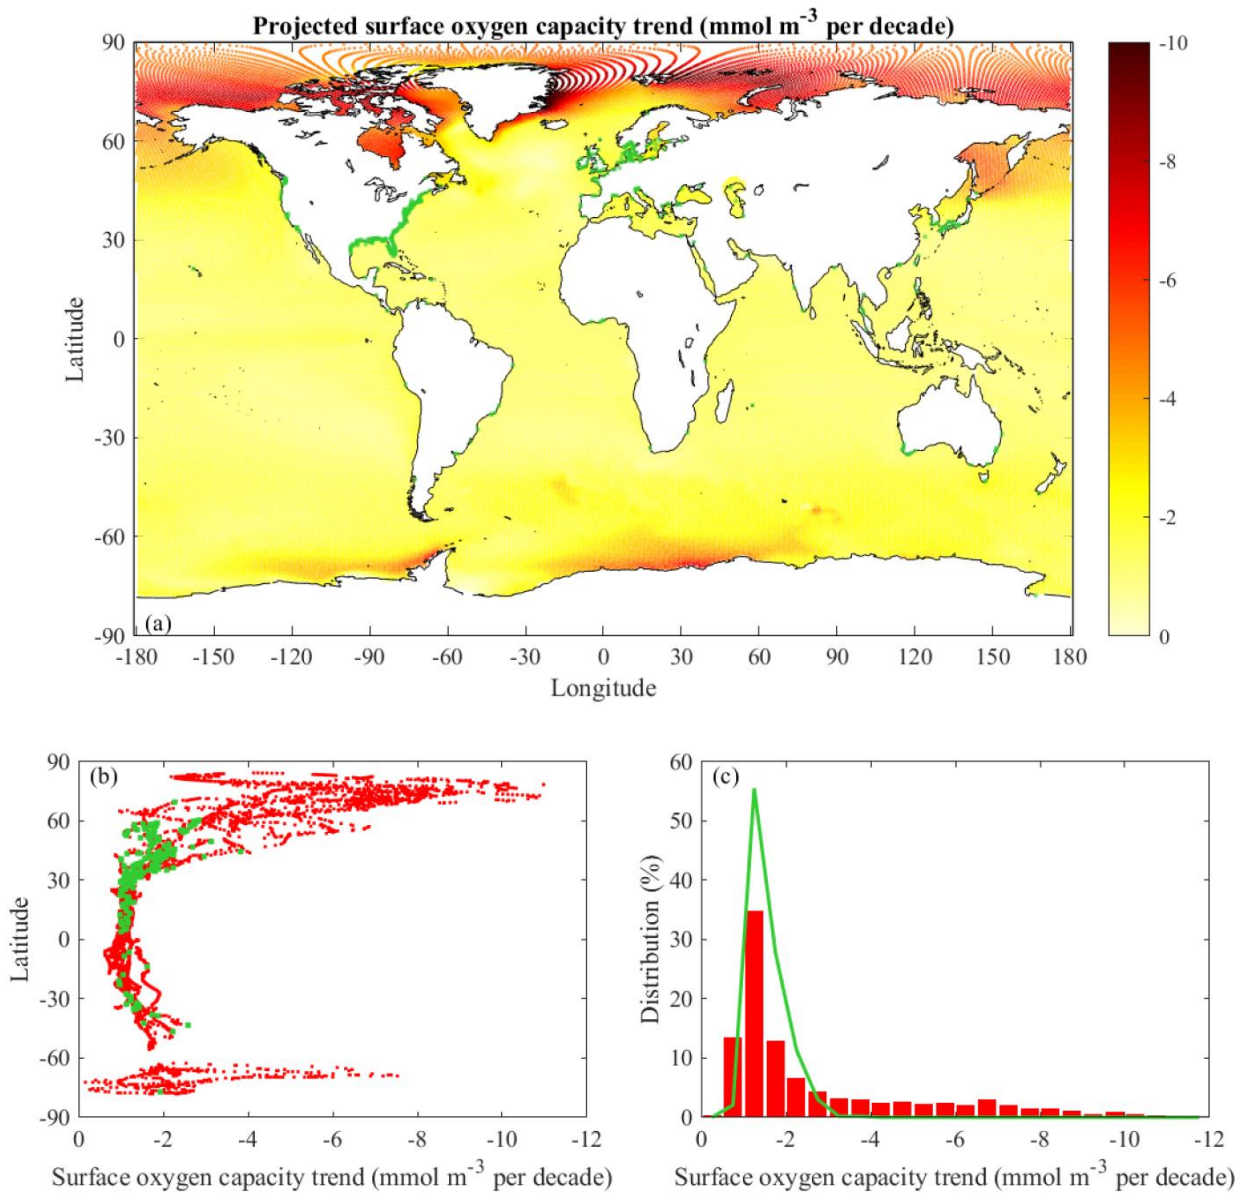 Projected surface oxygen capacity trend (mmol m-3 per decade)
90
60
30
0
-30
-60
-90
Latitude
(a)
-180 -150 -120 -90 -60 -30 0 30 60 90 120 150 180
Longitude
-10
-8
-6
-4
-2
0
90
60
30
0
-30
-60
-90
Latitude
(b)
0 -2 -4 -6 -8 -10 -12
Surface oxygen capacity trend (mmol m-3 per decade)
60
50
40
30
20
10
0
Distribution (%)
(c)
0 -2 -4 -6 -8 -10 -12
Surface oxygen capacity trend (mmol m-3 per decade)